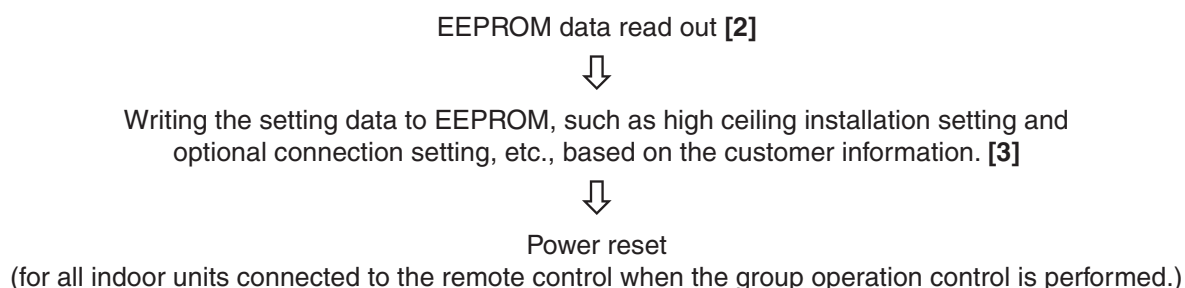 EEPROM data read out [2]
⇩
Writing the setting data to EEPROM, such as high ceiling installation setting and
optional connection setting, etc., based on the customer information. [3]
⇩
Power reset
(for all indoor units connected to the remote control when the group operation control is performed.)